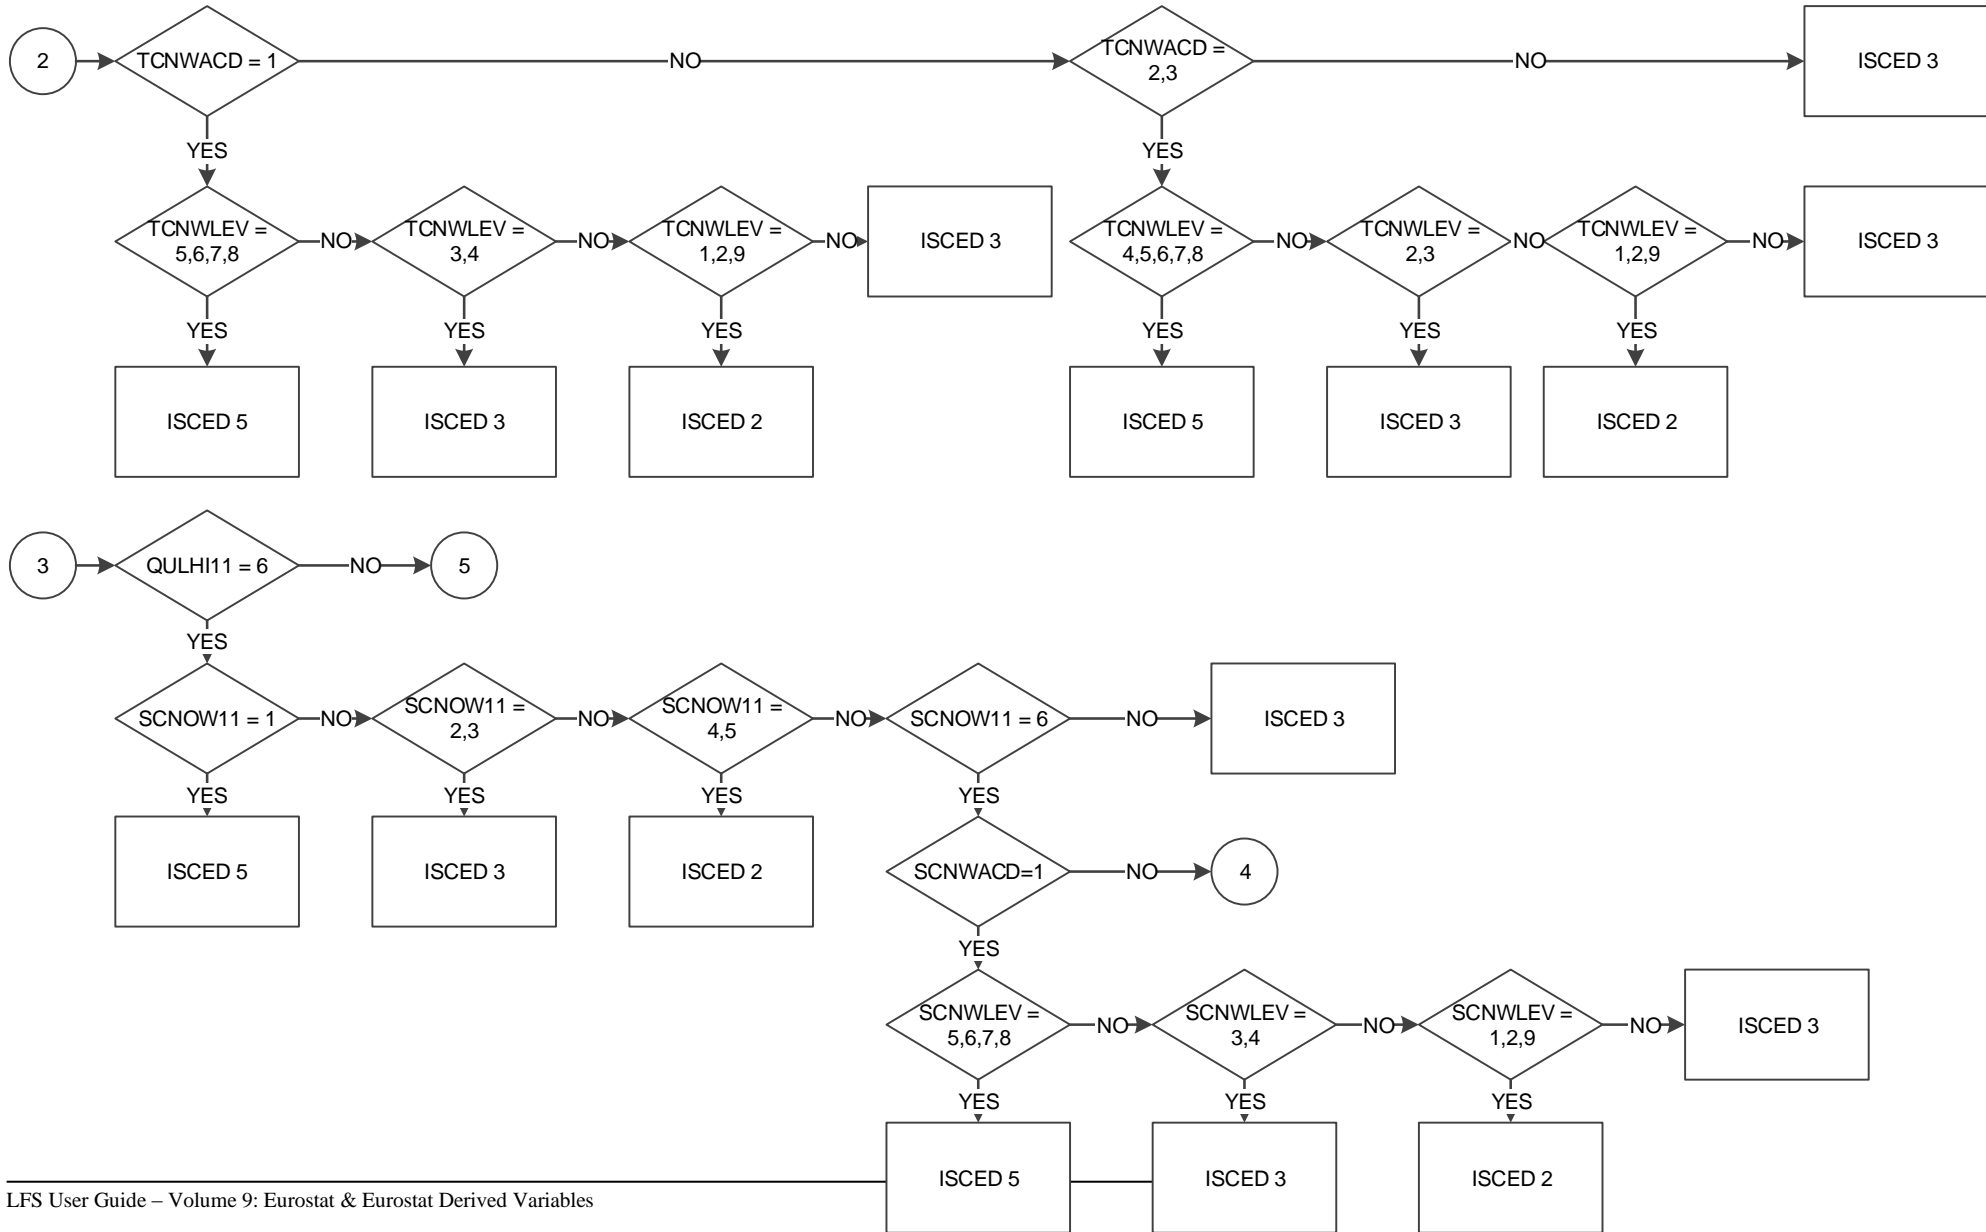 2
TCNWACD = 1
NO
TCNWACD =
2,3
NO
ISCED 3
YES
YES
TCNWLEV =
5,6,7,8
NO
TCNWLEV =
3,4
NO
TCNWLEV =
1,2,9
NO
ISCED 3
TCNWLEV =
4,5,6,7,8
NO
TCNWLEV =
2,3
NO
TCNWLEV =
1,2,9
NO
ISCED 3
YES
YES
YES
YES
YES
YES
ISCED 5
ISCED 3
ISCED 2
ISCED 5
ISCED 3
ISCED 2
3
QULHI11 = 6
NO
5
YES
SCNOW11 = 1
NO
SCNOW11 =
2,3
NO
SCNOW11 =
4,5
NO
SCNOW11 = 6
NO
ISCED 3
YES
YES
YES
YES
ISCED 5
ISCED 3
ISCED 2
SCNWACD=1
NO
4
YES
SCNWLEV =
5,6,7,8
NO
SCNWLEV =
3,4
NO
SCNWLEV =
1,2,9
NO
ISCED 3
YES
YES
YES
ISCED 5
ISCED 3
ISCED 2
LFS User Guide – Volume 9: Eurostat & Eurostat Derived Variables